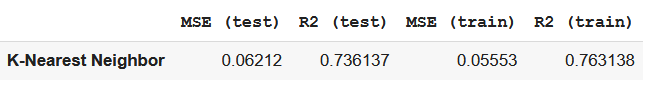 MSE (test) R2 (test) MSE (train) R2 (train)
K-Nearest Neighbor 0.06212 0.736137 0.05553 0.763138